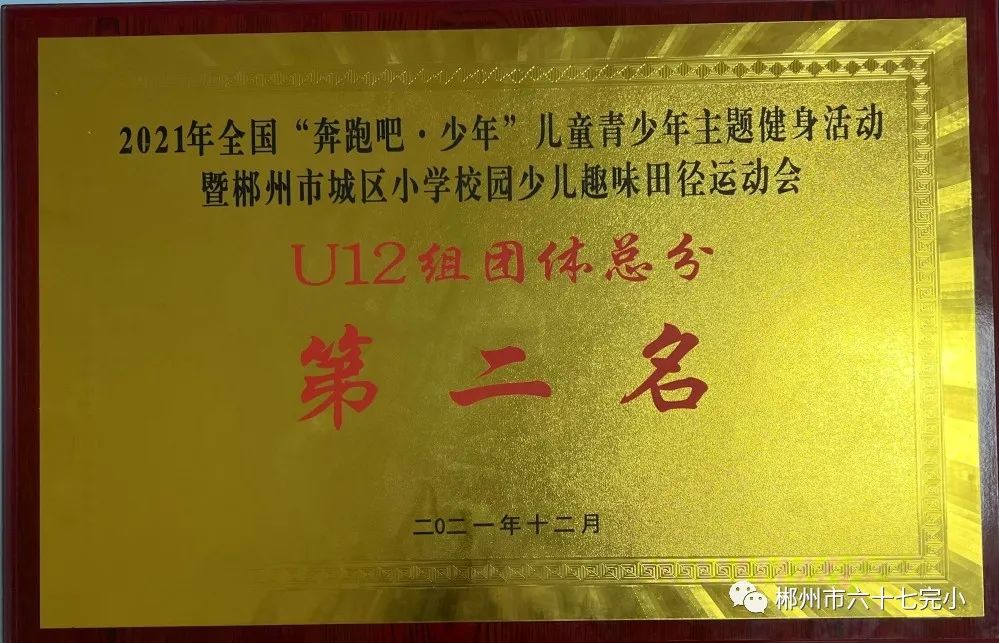 2021年全国“奔跑吧·少年”儿童青少年主题健身活动
暨郴州市城区小学校园少儿趣味田径运动会
U12组团体总分
第二名
二〇二一年十二月
郴州市六十七完小